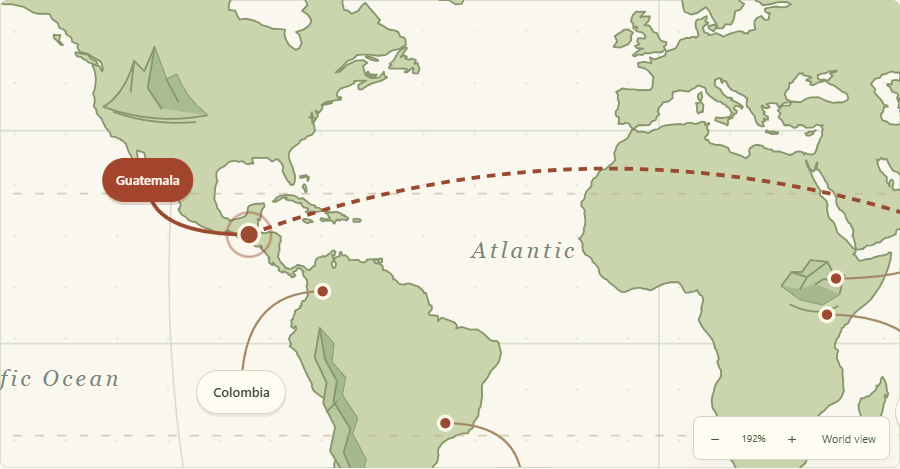 Guatemala
Atlantic
fic Ocean
Colombia
− 192% + World view